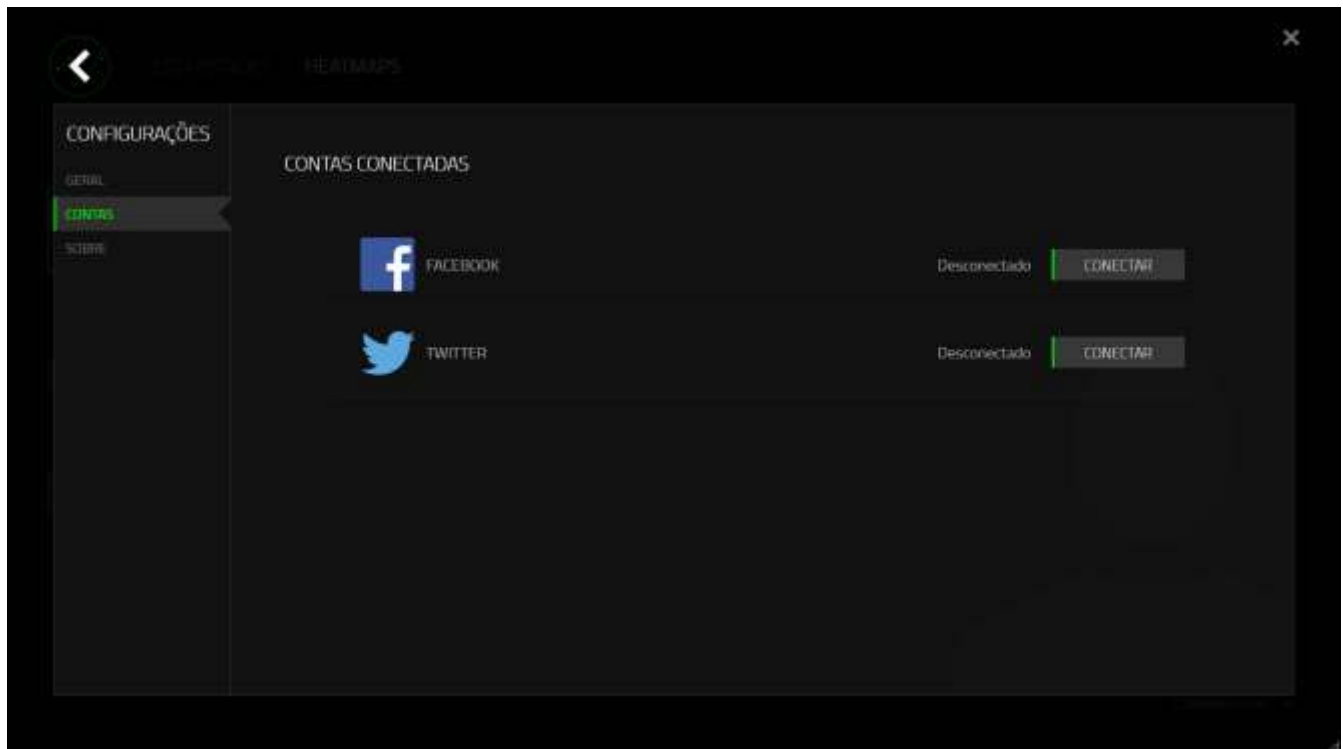 HEATMAPS
CONFIGURAÇÕES
GERAL
CONTAS
SOBRE
CONTAS CONECTADAS
FACEBOOK Desconectado CONECTAR
TWITTER Desconectado CONECTAR